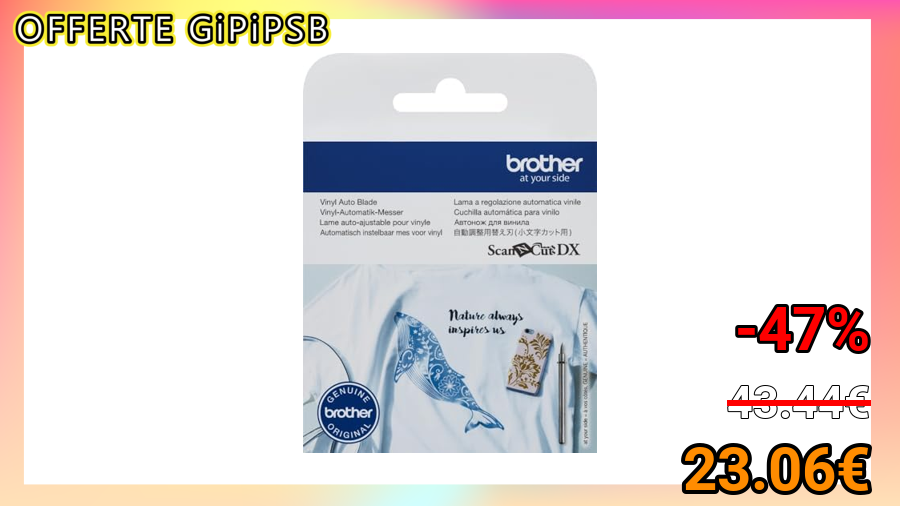 OFFERTE GiPiPSB
brother
at your side
Vinyl Auto Blade
Vinyl-Automatik-Messer
Lame auto-ajustable pour vinyle
Automatisch instelbaar mes voor vinyl
Lama a regolazione automatica vinile
Cuchilla automática para vinilo
Автонож для винила
自動調整用替え刃(小文字カット用)
ScanNCut DX
Nature always
inspires us
GENUINE
brother
ORIGINAL
-47%
43.44€
23.06€